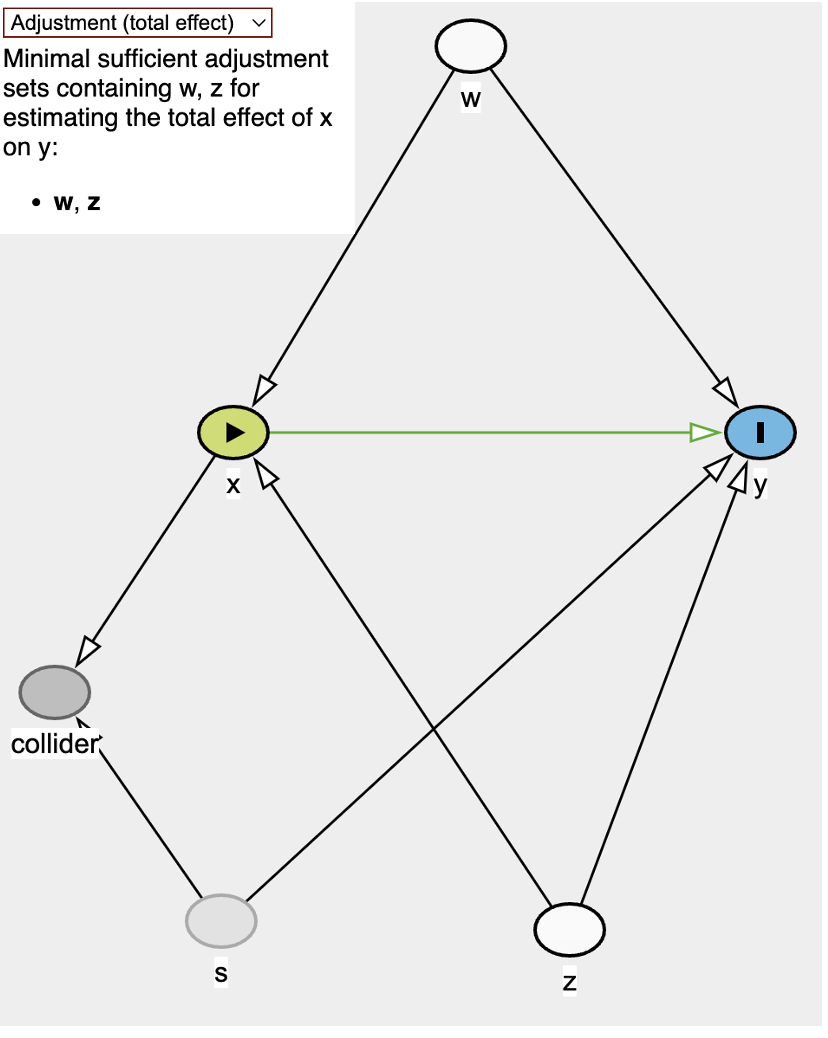 Adjustment (total effect)
Minimal sufficient adjustment
sets containing w, z for
estimating the total effect of x
on y:
• w, z
w
x
y
collider
s
z